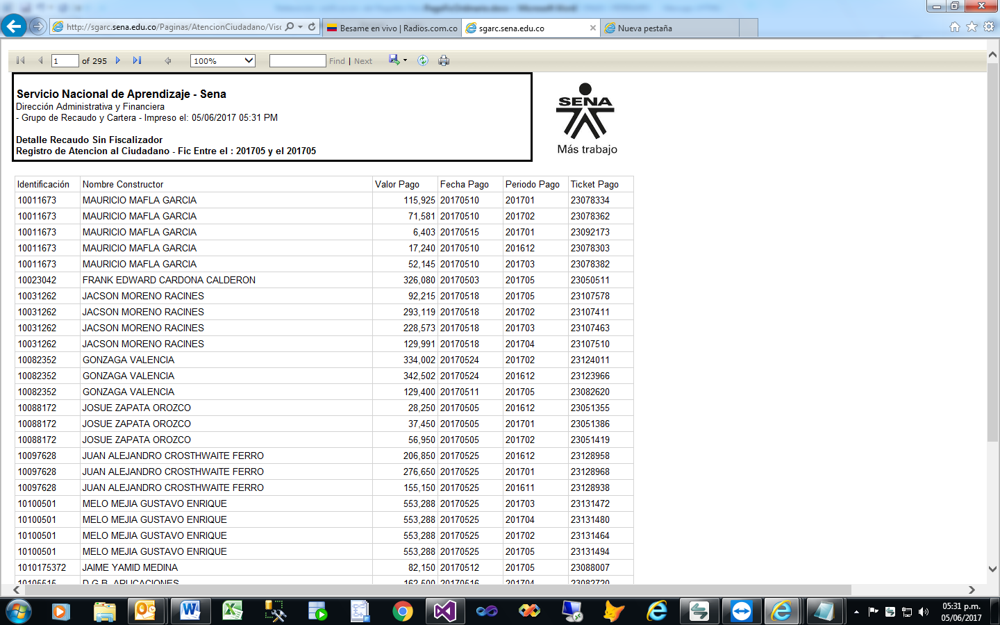 http://sgarc.sena.edu.co/Paginas/AtencionCiudadano/Viso
Besame en vivo | Radios.com.co
sgarc.sena.edu.co
Nueva pestaña
1 of 295 100% Find | Next
Servicio Nacional de Aprendizaje - Sena
Dirección Administrativa y Financiera
- Grupo de Recaudo y Cartera - Impreso el: 05/06/2017 05:31 PM
Detalle Recaudo Sin Fiscalizador
Registro de Atencion al Ciudadano - Fic Entre el : 201705 y el 201705
SENA
Más trabajo
Identificación Nombre Constructor Valor Pago Fecha Pago Periodo Pago Ticket Pago
10011673 MAURICIO MAFLA GARCIA 115,925 20170510 201701 23078334
10011673 MAURICIO MAFLA GARCIA 71,581 20170510 201702 23078362
10011673 MAURICIO MAFLA GARCIA 6,403 20170515 201701 23092173
10011673 MAURICIO MAFLA GARCIA 17,240 20170510 201612 23078303
10011673 MAURICIO MAFLA GARCIA 52,145 20170510 201703 23078382
10023042 FRANK EDWARD CARDONA CALDERON 326,080 20170503 201705 23050511
10031262 JACSON MORENO RACINES 92,215 20170518 201705 23107578
10031262 JACSON MORENO RACINES 293,119 20170518 201702 23107411
10031262 JACSON MORENO RACINES 228,573 20170518 201703 23107463
10031262 JACSON MORENO RACINES 129,991 20170518 201704 23107510
10082352 GONZAGA VALENCIA 334,002 20170524 201702 23124011
10082352 GONZAGA VALENCIA 342,502 20170524 201612 23123966
10082352 GONZAGA VALENCIA 129,400 20170511 201705 23082620
10088172 JOSUE ZAPATA OROZCO 28,250 20170505 201612 23051355
10088172 JOSUE ZAPATA OROZCO 37,450 20170505 201701 23051386
10088172 JOSUE ZAPATA OROZCO 56,950 20170505 201702 23051419
10097628 JUAN ALEJANDRO CROSTHWAITE FERRO 206,850 20170525 201612 23128958
10097628 JUAN ALEJANDRO CROSTHWAITE FERRO 276,650 20170525 201701 23128968
10097628 JUAN ALEJANDRO CROSTHWAITE FERRO 155,150 20170525 201611 23128938
10100501 MELO MEJIA GUSTAVO ENRIQUE 553,288 20170525 201703 23131472
10100501 MELO MEJIA GUSTAVO ENRIQUE 553,288 20170525 201704 23131480
10100501 MELO MEJIA GUSTAVO ENRIQUE 553,288 20170525 201702 23131464
10100501 MELO MEJIA GUSTAVO ENRIQUE 553,288 20170525 201705 23131494
1010175372 JAIME YAMID MEDINA 82,150 20170512 201705 23088007
10105515 D.G.B. APLICACIONES 162,500 20170516 201704 23082720
05:31 p.m.
05/06/2017